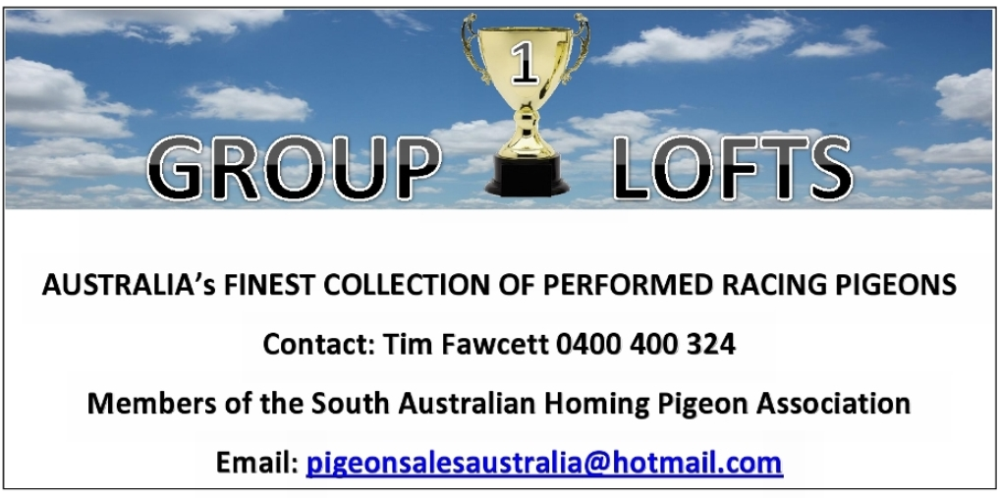 GROUP 1 LOFTS
AUSTRALIA's FINEST COLLECTION OF PERFORMED RACING PIGEONS
Contact: Tim Fawcett 0400 400 324
Members of the South Australian Homing Pigeon Association
Email: pigeonsalesaustralia@hotmail.com